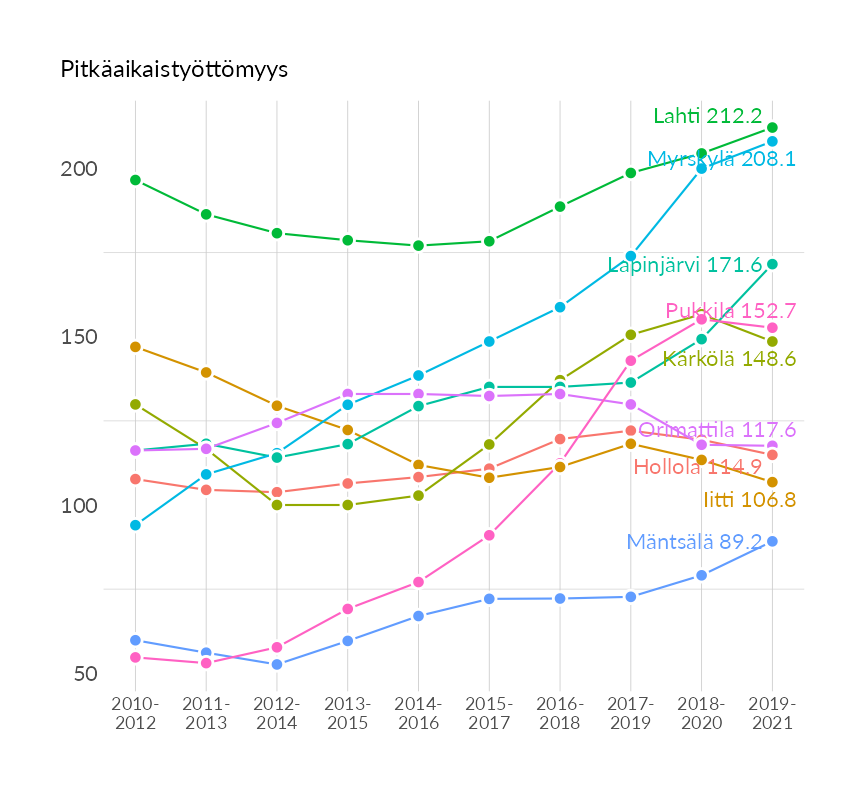 Pitkäaikaistyöttömyys
Lahti 212.2
Myrskylä 208.1
Lapinjärvi 171.6
Pukkila 152.7
Kärkölä 148.6
Orimattila 117.6
Hollola 114.9
Iitti 106.8
Mäntsälä 89.2
200
150
100
50
2010-
2012
2011-
2013
2012-
2014
2013-
2015
2014-
2016
2015-
2017
2016-
2018
2017-
2019
2018-
2020
2019-
2021